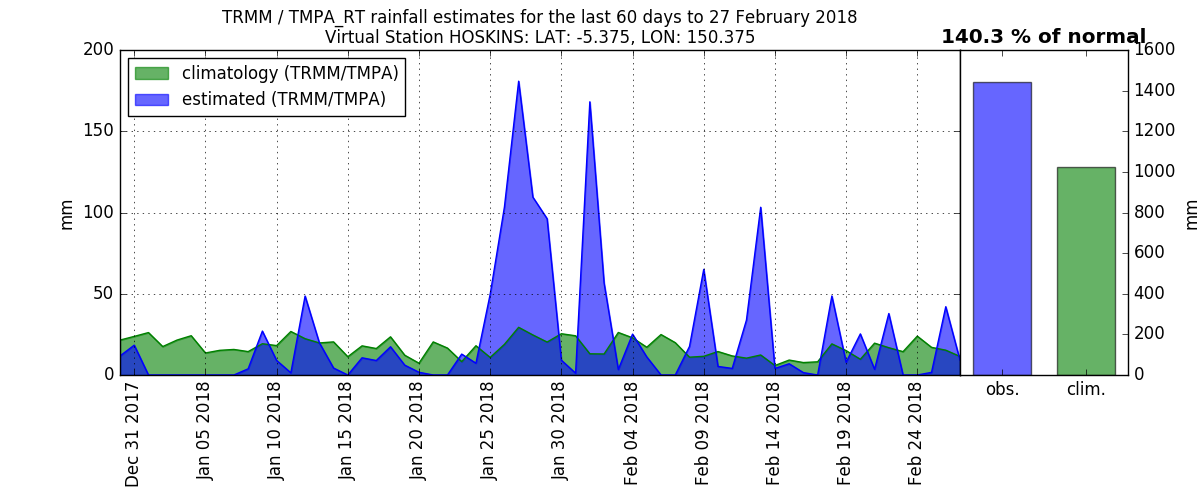 TRMM / TMPA_RT rainfall estimates for the last 60 days to 27 February 2018
Virtual Station HOSKINS: LAT: -5.375, LON: 150.375
140.3 % of normal
climatology (TRMM/TMPA)
estimated (TRMM/TMPA)
200
150
100
50
0
mm
1600
1400
1200
1000
800
600
400
200
0
mm
Dec 31 2017
Jan 05 2018
Jan 10 2018
Jan 15 2018
Jan 20 2018
Jan 25 2018
Jan 30 2018
Feb 04 2018
Feb 09 2018
Feb 14 2018
Feb 19 2018
Feb 24 2018
obs.
clim.